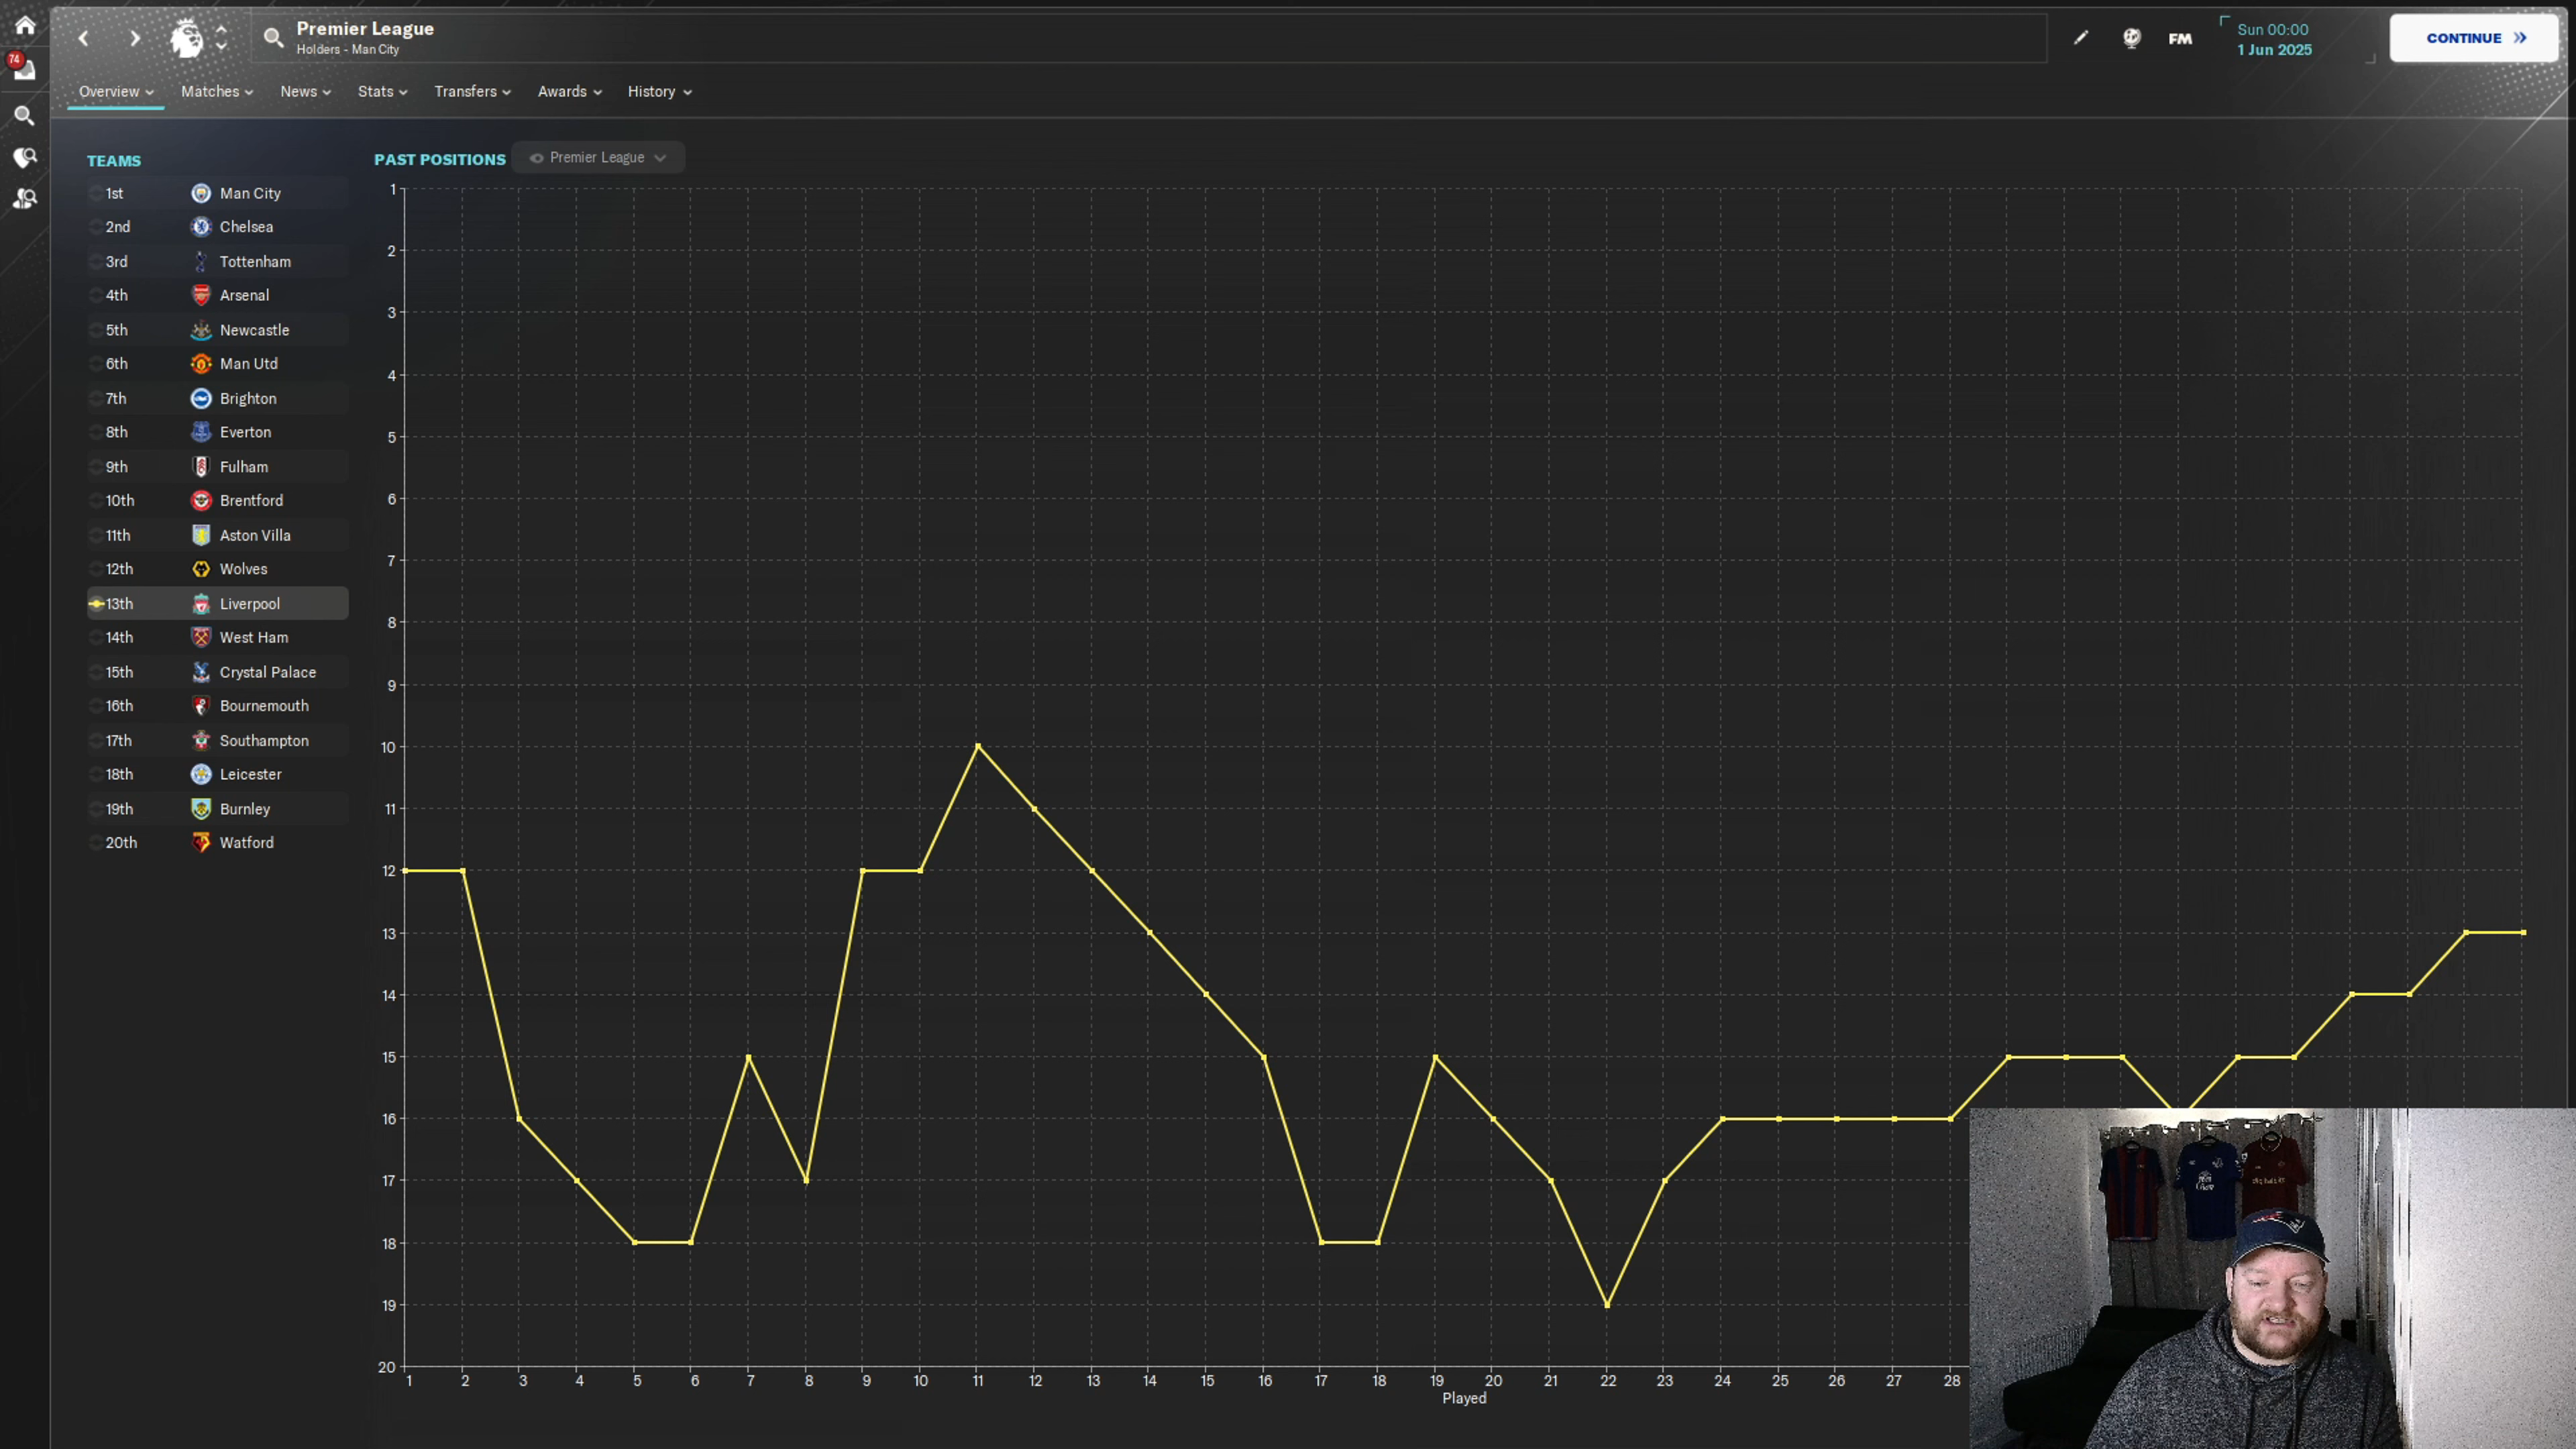 Premier League
Holders - Man City
74
FM
Sun 00:00
1 Jun 2025
CONTINUE
Overview
Matches
News
Stats
Transfers
Awards
History
TEAMS
1st Man City
2nd Chelsea
3rd Tottenham
4th Arsenal
5th Newcastle
6th Man Utd
7th Brighton
8th Everton
9th Fulham
10th Brentford
11th Aston Villa
12th Wolves
13th Liverpool
14th West Ham
15th Crystal Palace
16th Bournemouth
17th Southampton
18th Leicester
19th Burnley
20th Watford
PAST POSITIONS
Premier League
1
2
3
4
5
6
7
8
9
10
11
12
13
14
15
16
17
18
19
20
1 2 3 4 5 6 7 8 9 10 11 12 13 14 15 16 17 18 19 20 21 22 23 24 25 26 27 28
Played